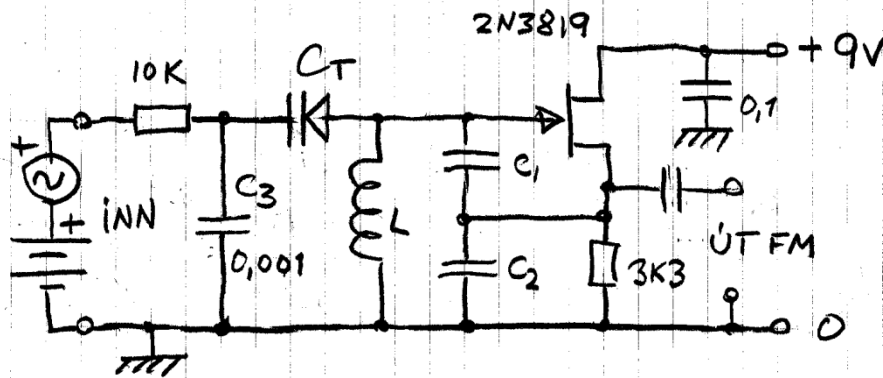 2N3819
+ 9V
10K
CT
0,1
+
C1
C3
iNN
+
L
ÚT FM
0,001
C2
3K3
0